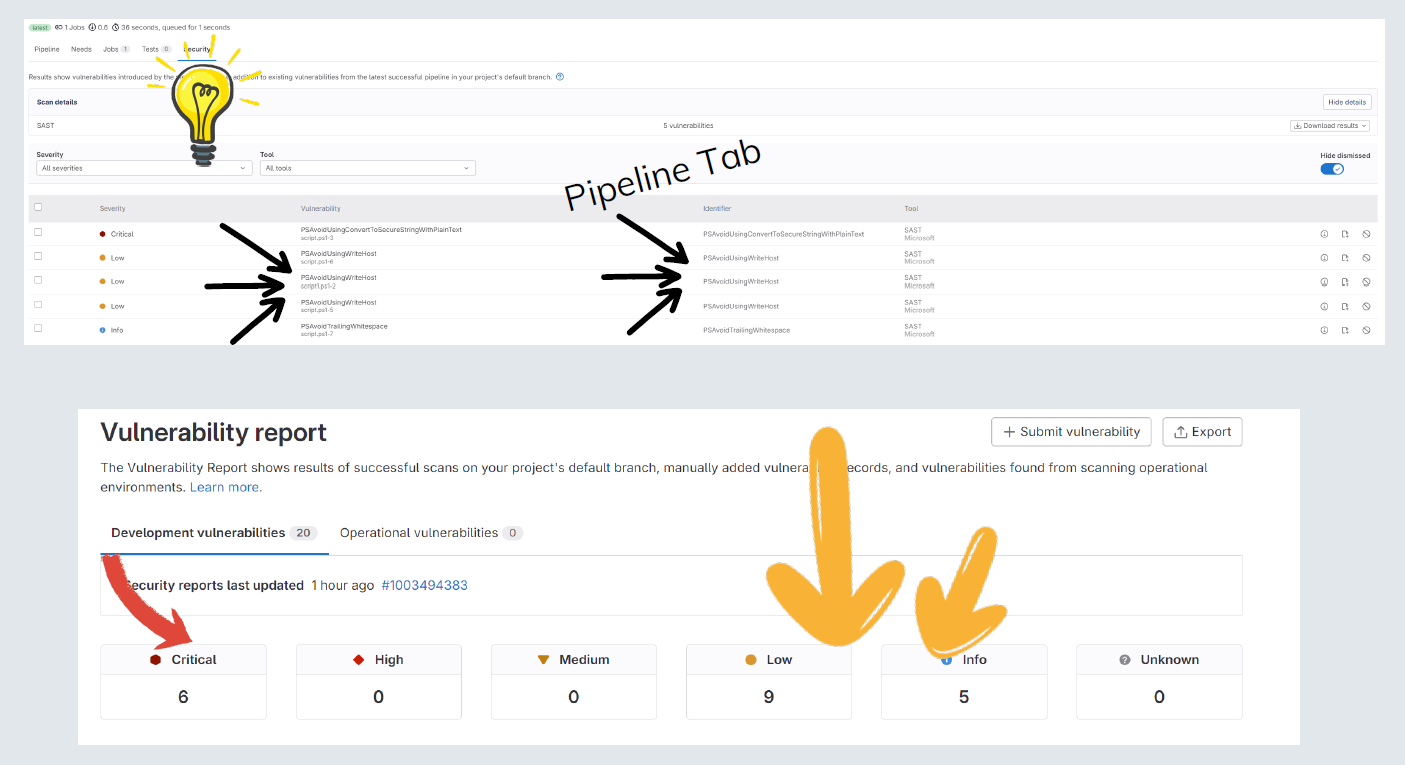 latest 1 Jobs 0.6 36 seconds, queued for 1 seconds
Pipeline Needs Jobs 1 Tests 0 Security
Results show vulnerabilities introduced by the addition to existing vulnerabilities from the latest successful pipeline in your project's default branch.
Scan details Hide details
SAST 5 vulnerabilities Download results
Severity Tool Hide dismissed
All severities All tools
Pipeline Tab
Severity Vulnerability Identifier Tool
Critical PSAvoidUsingConvertToSecureStringWithPlainText PSAvoidUsingConvertToSecureStringWithPlainText SAST
script.ps1-3 Microsoft
Low PSAvoidUsingWriteHost PSAvoidUsingWriteHost SAST
script.ps1-6 Microsoft
Low PSAvoidUsingWriteHost PSAvoidUsingWriteHost SAST
script1.ps1-2 Microsoft
Low PSAvoidUsingWriteHost PSAvoidUsingWriteHost SAST
script.ps1-5 Microsoft
Info PSAvoidTrailingWhitespace PSAvoidTrailingWhitespace SAST
script.ps1-7 Microsoft
Vulnerability report + Submit vulnerability Export
The Vulnerability Report shows results of successful scans on your project's default branch, manually added records, and vulnerabilities found from scanning operational
environments. Learn more.
Development vulnerabilities 20 Operational vulnerabilities 0
Security reports last updated 1 hour ago #1003494383
Critical High Medium Low Info Unknown
6 0 0 9 5 0